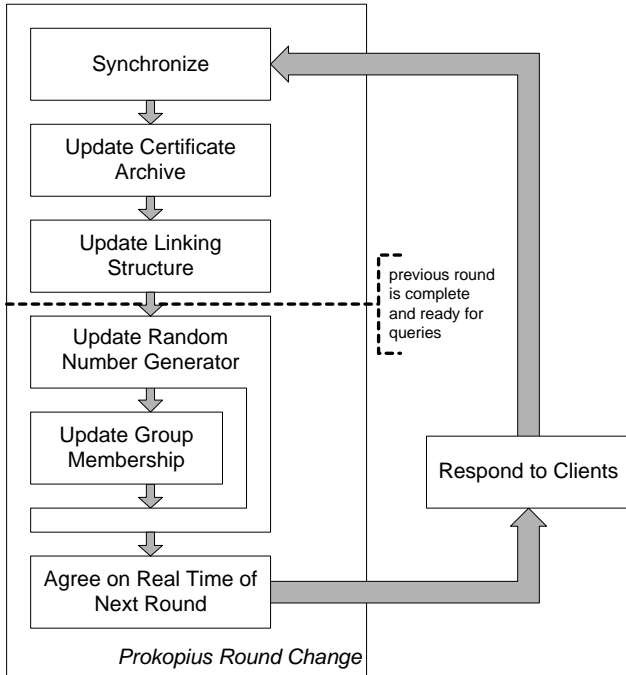 Synchronize
Update Certificate
Archive
Update Linking
Structure
previous round
is complete
and ready for
queries
Update Random
Number Generator
Update Group
Membership
Respond to Clients
Agree on Real Time of
Next Round
Prokopius Round Change